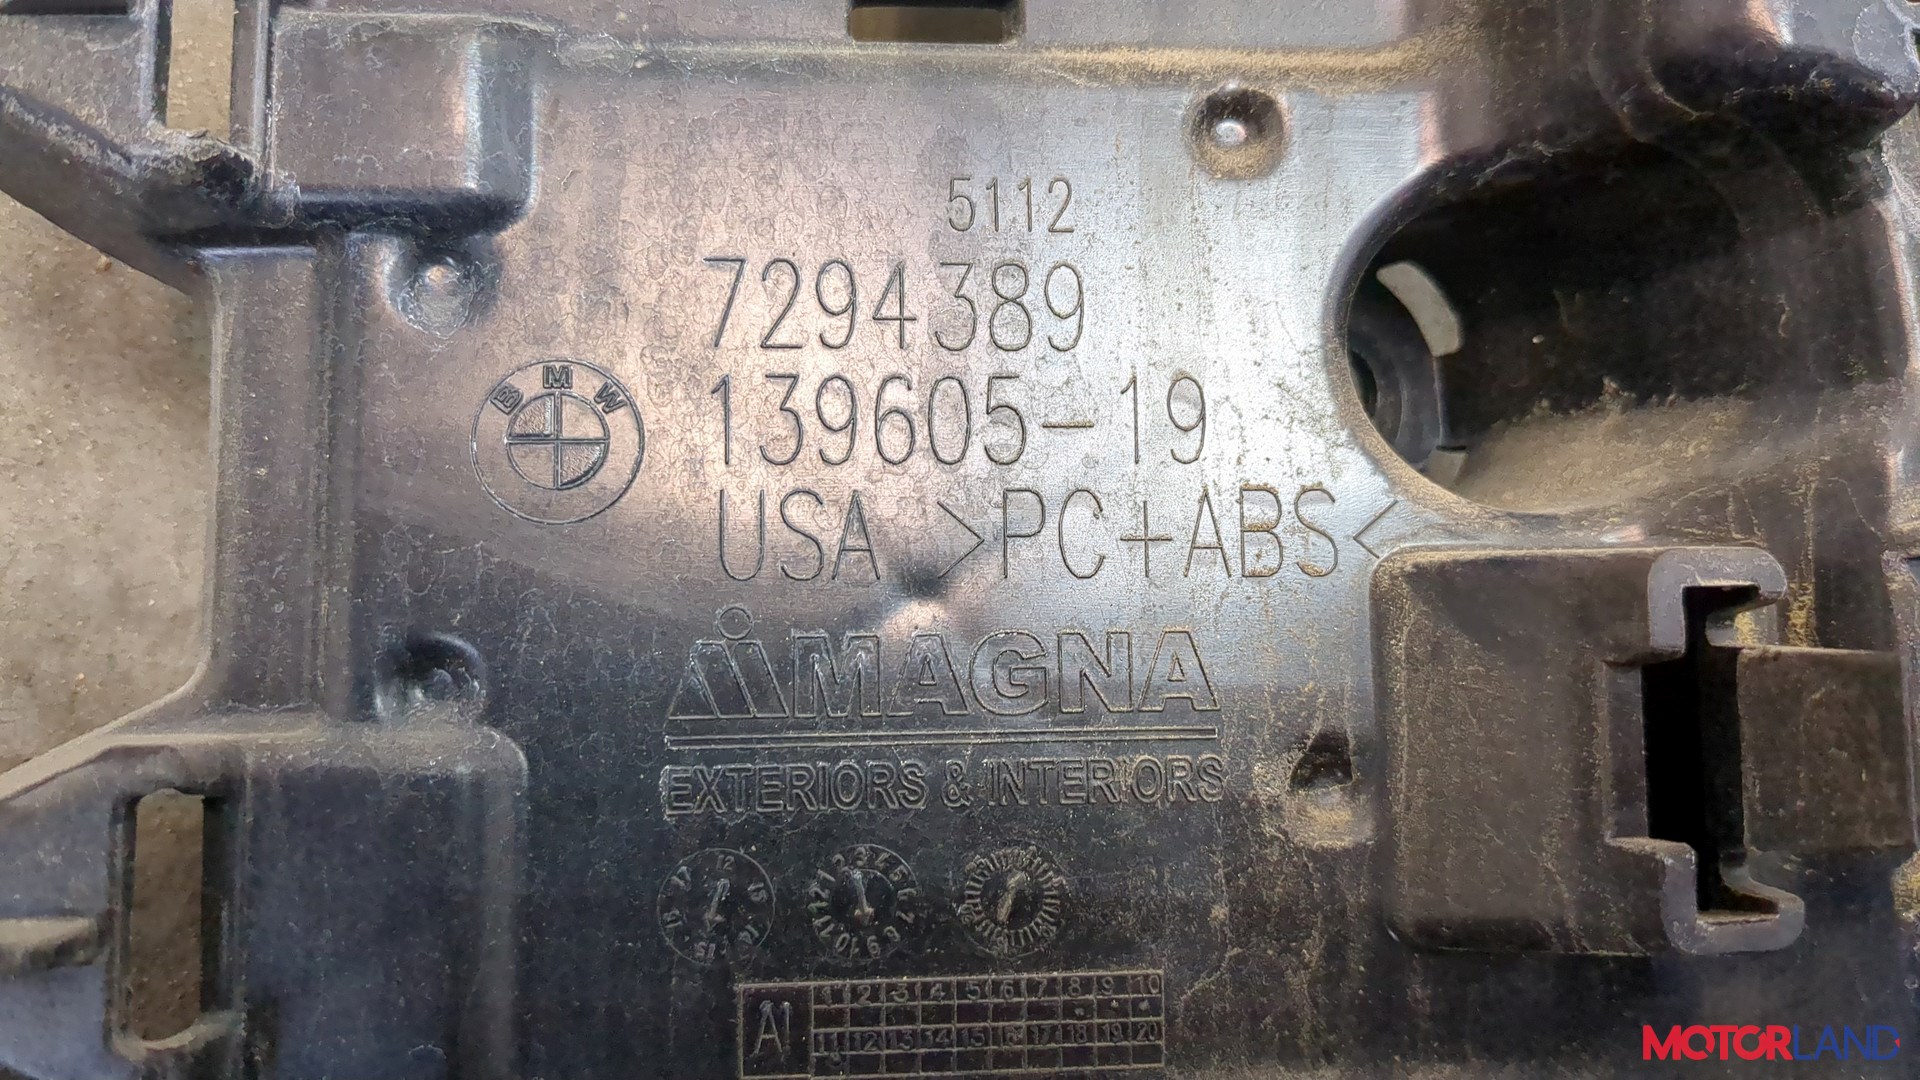 5112
7294389
BMW
139605-19
USA >PC+ABS<
MAGNA
EXTERIORS & INTERIORS
A1
1 2 3 4 5 6 7 8 9 10
11 12 13 14 15 16 17 18 19 20
MOTORLAND